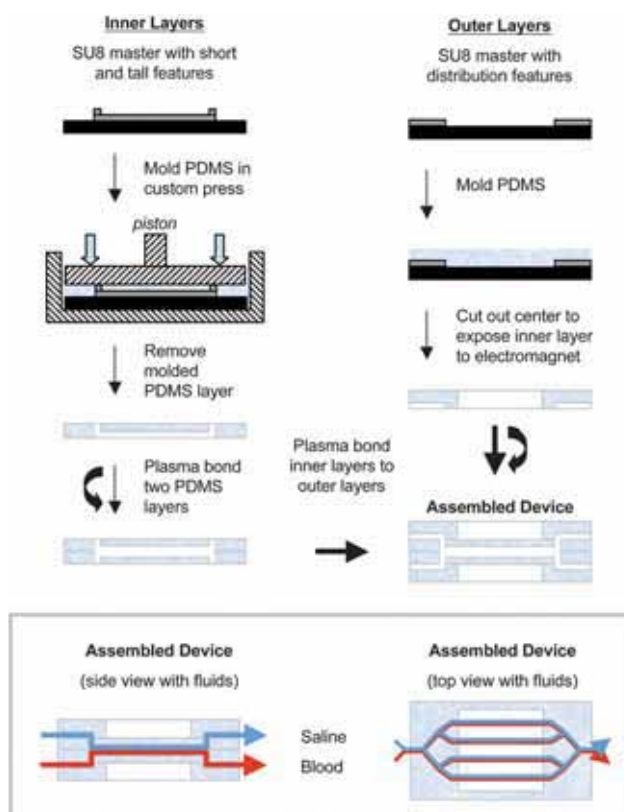 Inner Layers
SU8 master with short
and tall features
Mold PDMS in
custom press
piston
Remove
molded
PDMS layer
Plasma bond
two PDMS
layers
Outer Layers
SU8 master with
distribution features
Mold PDMS
Cut out center to
expose inner layer
to electromagnet
Plasma bond
inner layers to
outer layers
Assembled Device
Assembled Device
(side view with fluids)
Saline
Blood
Assembled Device
(top view with fluids)